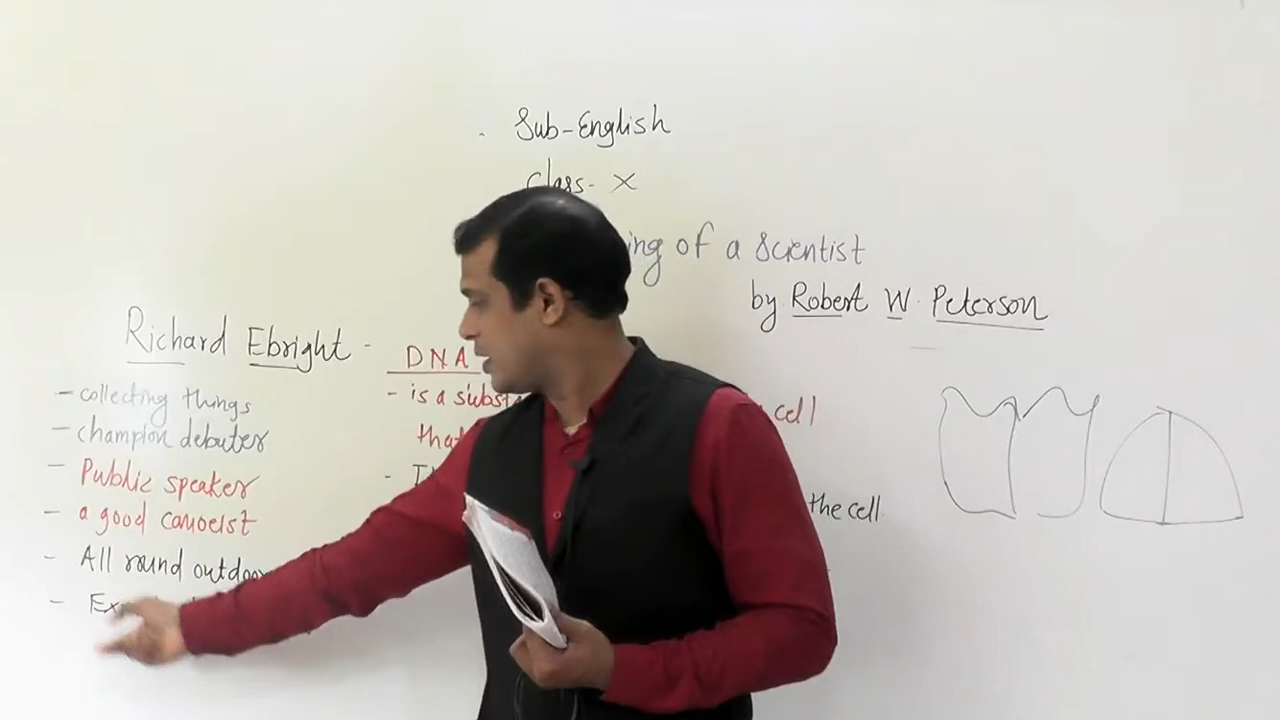 Sub-English
Class- X
ing of a Scientist
by Robert W. Peterson
Richard Ebright -
- collecting things
- champion debater
- Public speaker
- a good canoeist
- All round outdoo
- Ex
DNA
- is a subst
cell
that
- I
the cell